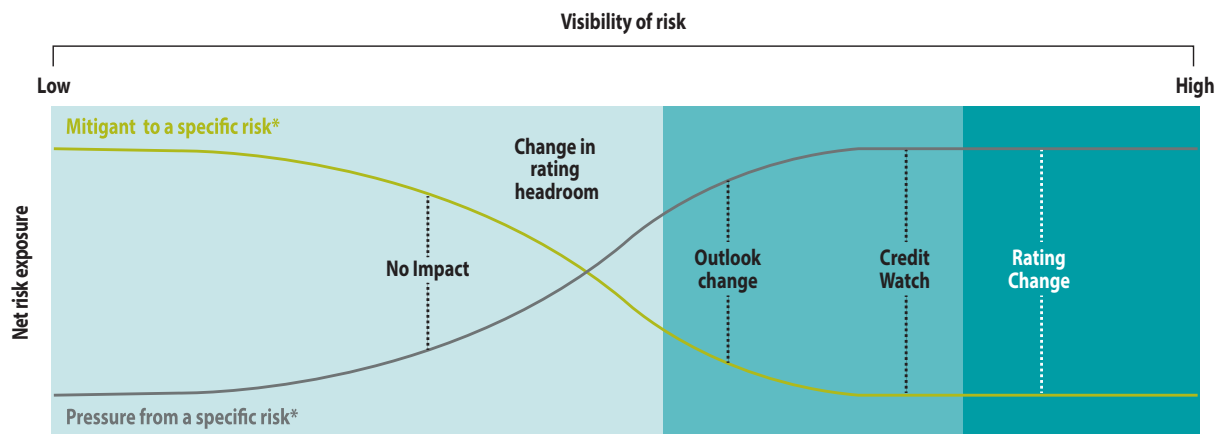 Visibility of risk
Low
High
Mitigant to a specific risk*
Change in
rating
headroom
No Impact
Outlook
change
Credit
Watch
Rating
Change
Net risk exposure
Pressure from a specific risk*